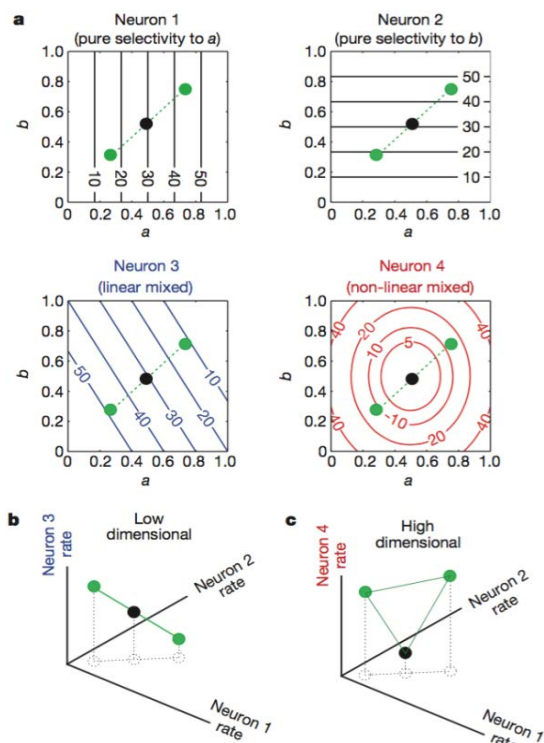 a
Neuron 1
(pure selectivity to a)
1.0
0.8
0.6
0.4
0.2
0
b
10 20 30 40 50
0 0.2 0.4 0.6 0.8 1.0
a
Neuron 2
(pure selectivity to b)
1.0
0.8
0.6
0.4
0.2
0
b
50
40
30
20
10
0 0.2 0.4 0.6 0.8 1.0
a
Neuron 3
(linear mixed)
1.0
0.8
0.6
0.4
0.2
0
b
50 40 30 20 10
0 0.2 0.4 0.6 0.8 1.0
a
Neuron 4
(non-linear mixed)
1.0
0.8
0.6
0.4
0.2
0
b
40
20
10
5
40
40
-10
20
40
0 0.2 0.4 0.6 0.8 1.0
a
b
Low
dimensional
Neuron 3
rate
Neuron 2
rate
Neuron 1
rate
c
High
dimensional
Neuron 4
rate
Neuron 2
rate
Neuron 1
rate